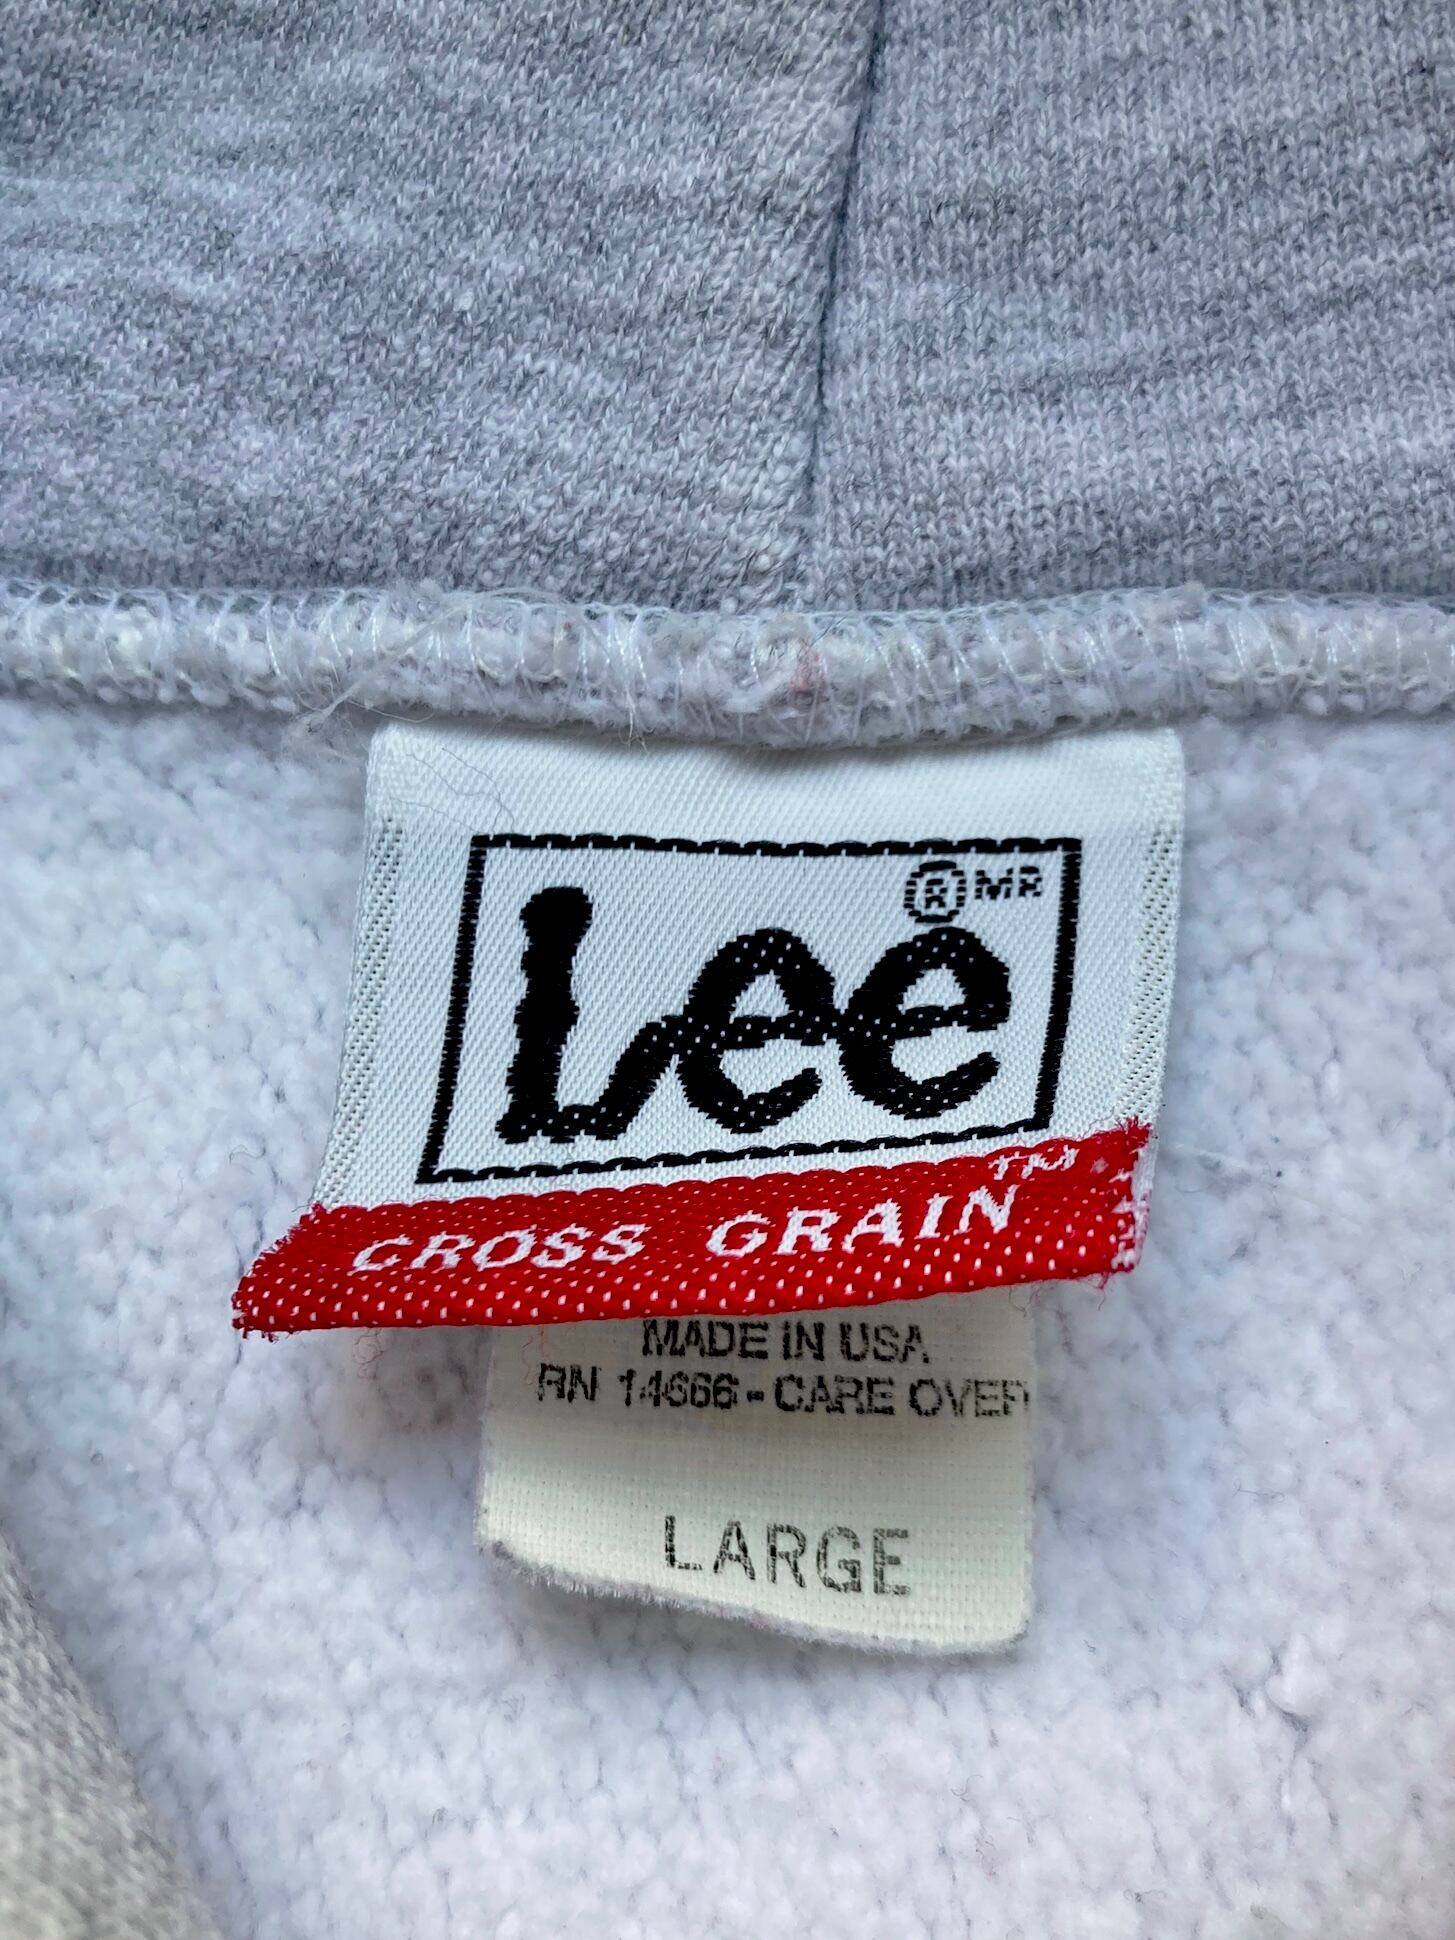 Lee ® MR
CROSS GRAIN™
MADE IN USA
RN 14666 - CARE OVER
LARGE